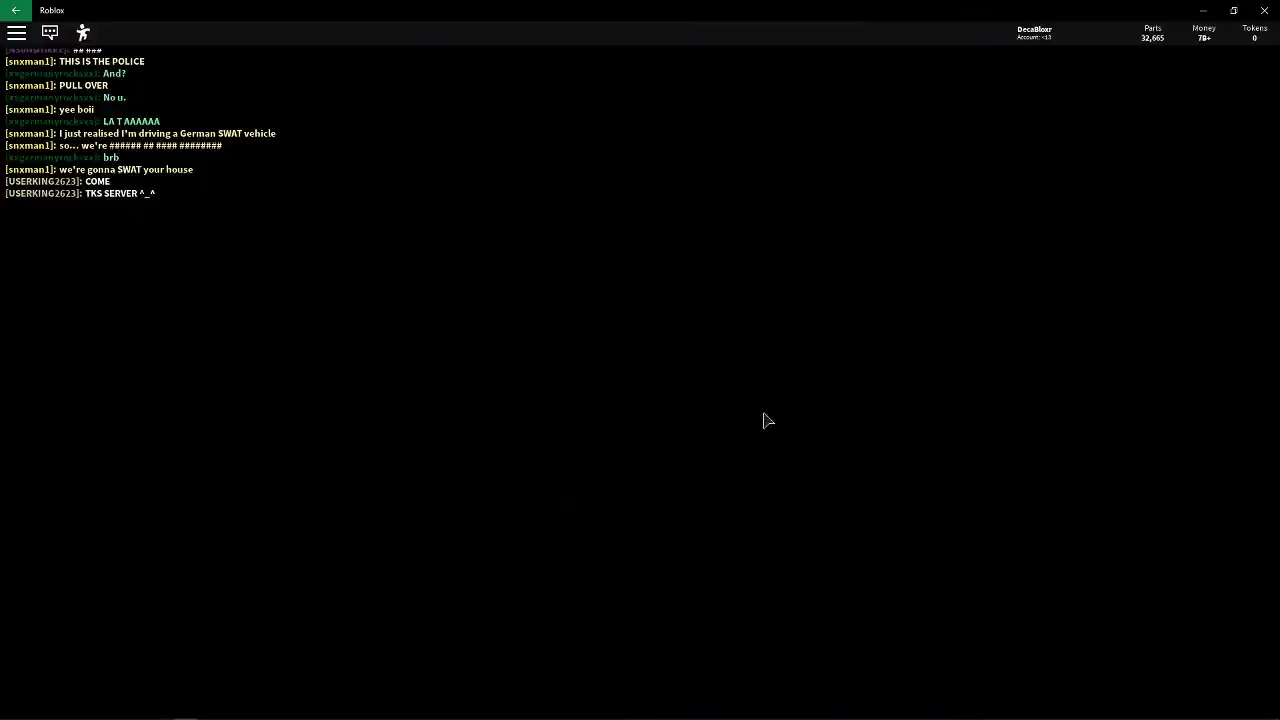 Roblox
DecaBloxr
Account: <13
Parts
32,665
Money
7B+
Tokens
0
## ###
[snxman1]: THIS IS THE POLICE
[xxgermanyrocksxx]: And?
[snxman1]: PULL OVER
[xxgermanyrocksxx]: No u.
[snxman1]: yee boii
[xxgermanyrocksxx]: LA T AAAAAA
[snxman1]: I just realised I'm driving a German SWAT vehicle
[snxman1]: so... we're ###### ## #### ########
[xxgermanyrocksxx]: brb
[snxman1]: we're gonna SWAT your house
[USERKING2623]: COME
[USERKING2623]: TKS SERVER ^_^